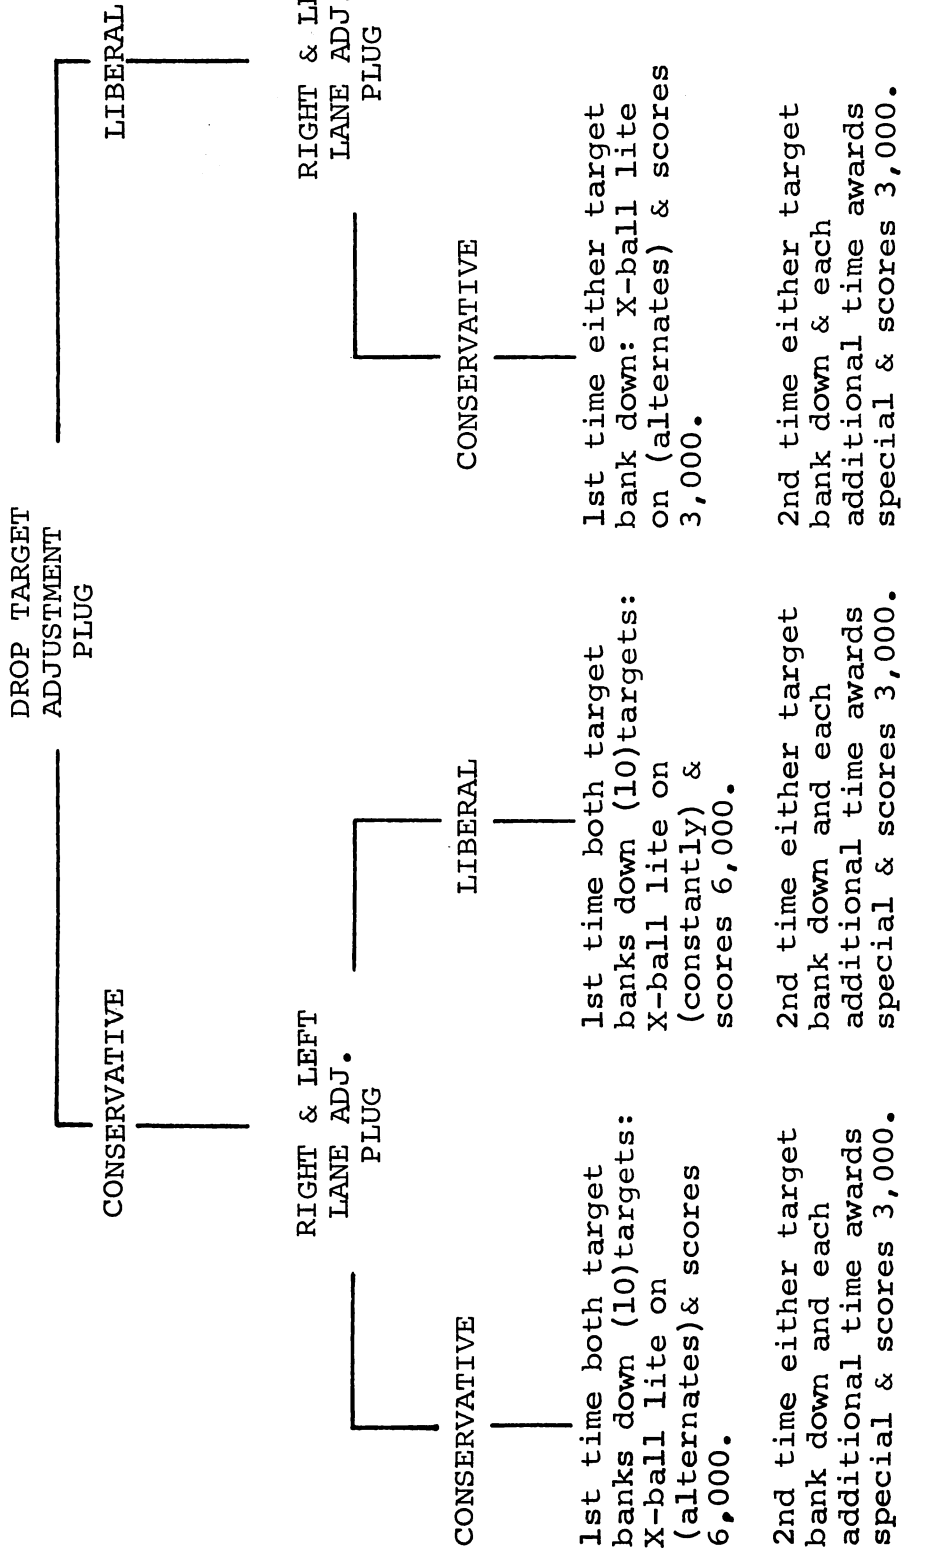 DROP TARGET
ADJUSTMENT
PLUG
CONSERVATIVE
LIBERAL
RIGHT & LEFT
LANE ADJ.
PLUG
RIGHT & LE
LANE ADJ.
PLUG
CONSERVATIVE
LIBERAL
CONSERVATIVE
1st time both target
banks down (10)targets:
X-ball lite on
(alternates)& scores
6,000.
2nd time either target
bank down and each
additional time awards
special & scores 3,000.
1st time both target
banks down (10)targets:
X-ball lite on
(constantly) &
scores 6,000.
2nd time either target
bank down and each
additional time awards
special & scores 3,000.
1st time either target
bank down: X-ball lite
on (alternates) & scores
3,000.
2nd time either target
bank down & each
additional time awards
special & scores 3,000.